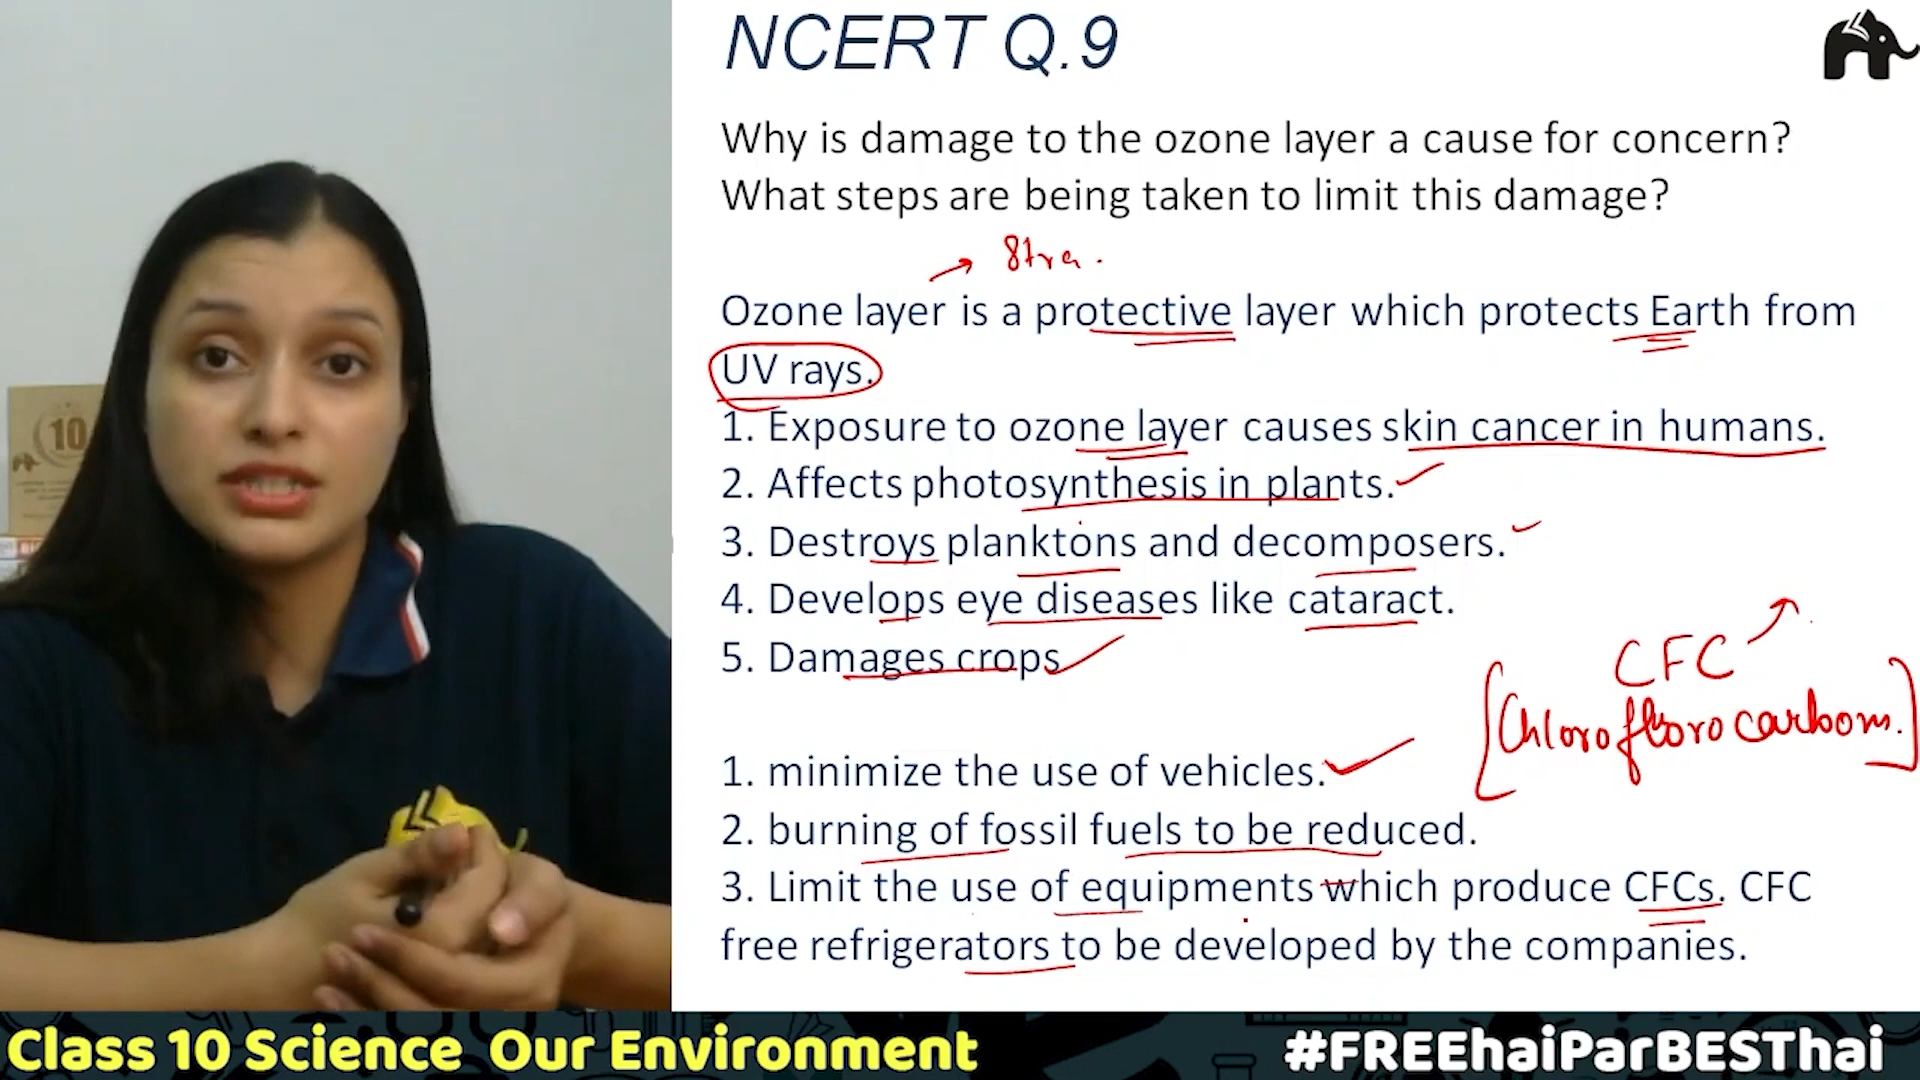 NCERT Q.9
Why is damage to the ozone layer a cause for concern?
What steps are being taken to limit this damage?
Stra.
Ozone layer is a protective layer which protects Earth from
UV rays.
1. Exposure to ozone layer causes skin cancer in humans.
2. Affects photosynthesis in plants.
3. Destroys planktons and decomposers.
4. Develops eye diseases like cataract.
5. Damages crops
CFC
[Chlorofloro carbons.]
1. minimize the use of vehicles.
2. burning of fossil fuels to be reduced.
3. Limit the use of equipments which produce CFCs. CFC
free refrigerators to be developed by the companies.
10
Class 10 Science Our Environment
#FREEhaiParBESThai